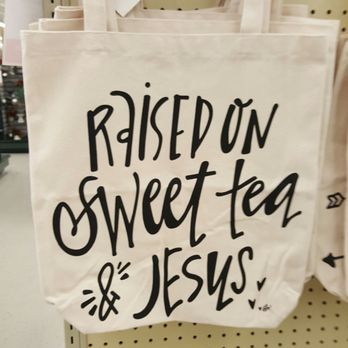 RAISED ON
Sweet tea
& JESUS.